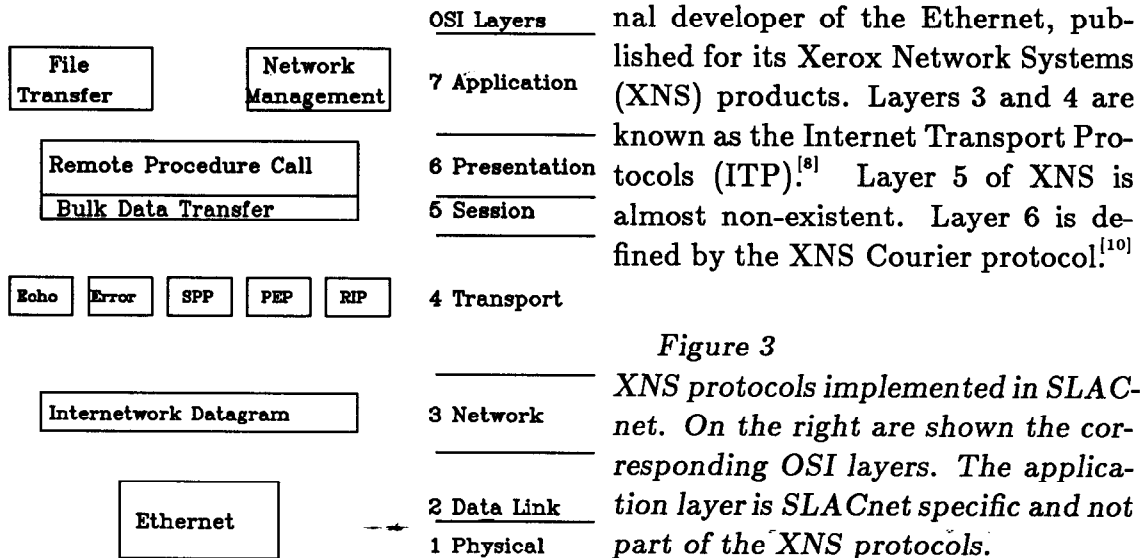 OSI Layers
File
Transfer
Network
Management
7 Application
Remote Procedure Call
6 Presentation
Bulk Data Transfer
5 Session
Echo
Error
SPP
PEP
RIP
4 Transport
Internetwork Datagram
3 Network
Ethernet
2 Data Link
1 Physical
nal developer of the Ethernet, pub-
lished for its Xerox Network Systems
(XNS) products. Layers 3 and 4 are
known as the Internet Transport Pro-
tocols (ITP).[8] Layer 5 of XNS is
almost non-existent. Layer 6 is de-
fined by the XNS Courier protocol.[10]
Figure 3
XNS protocols implemented in SLAC-
net. On the right are shown the cor-
responding OSI layers. The applica-
tion layer is SLACnet specific and not
part of the XNS protocols.